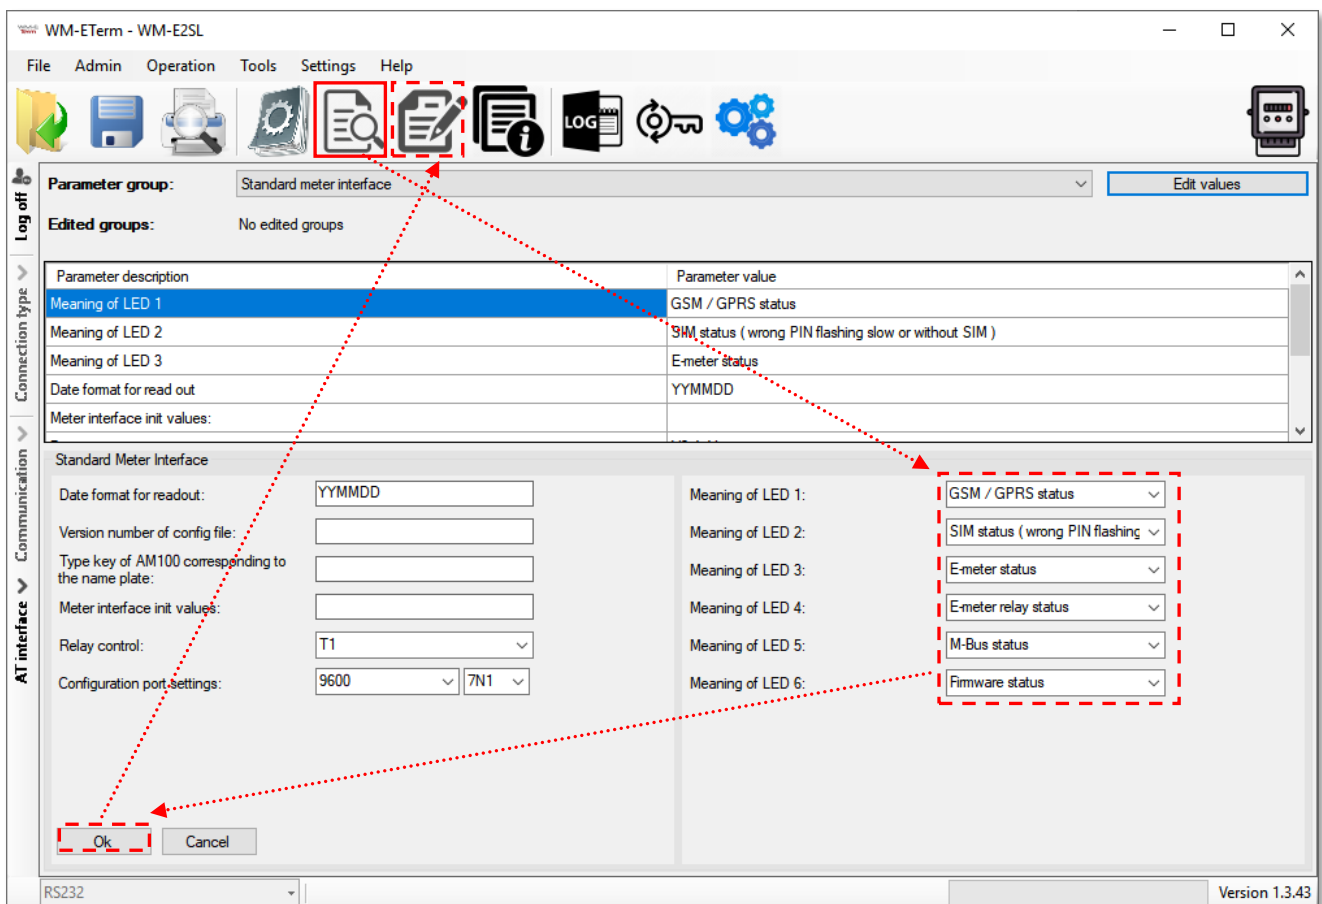 WM-ETerm - WM-E2SL
File Admin Operation Tools Settings Help
LOG
Log off
Connection type
Communication
AT interface
Parameter group: Standard meter interface Edit values
Edited groups: No edited groups
Parameter description Parameter value
Meaning of LED 1 GSM / GPRS status
Meaning of LED 2 SIM status ( wrong PIN flashing slow or without SIM )
Meaning of LED 3 E-meter status
Date format for read out YYMMDD
Meter interface init values:
Standard Meter Interface
Date format for readout: YYMMDD Meaning of LED 1: GSM / GPRS status
Version number of config file: Meaning of LED 2: SIM status ( wrong PIN flashing
Type key of AM100 corresponding to
the name plate: Meaning of LED 3: E-meter status
Meter interface init values: Meaning of LED 4: E-meter relay status
Relay control: T1 Meaning of LED 5: M-Bus status
Configuration port settings: 9600 7N1 Meaning of LED 6: Firmware status
Ok Cancel
RS232 Version 1.3.43